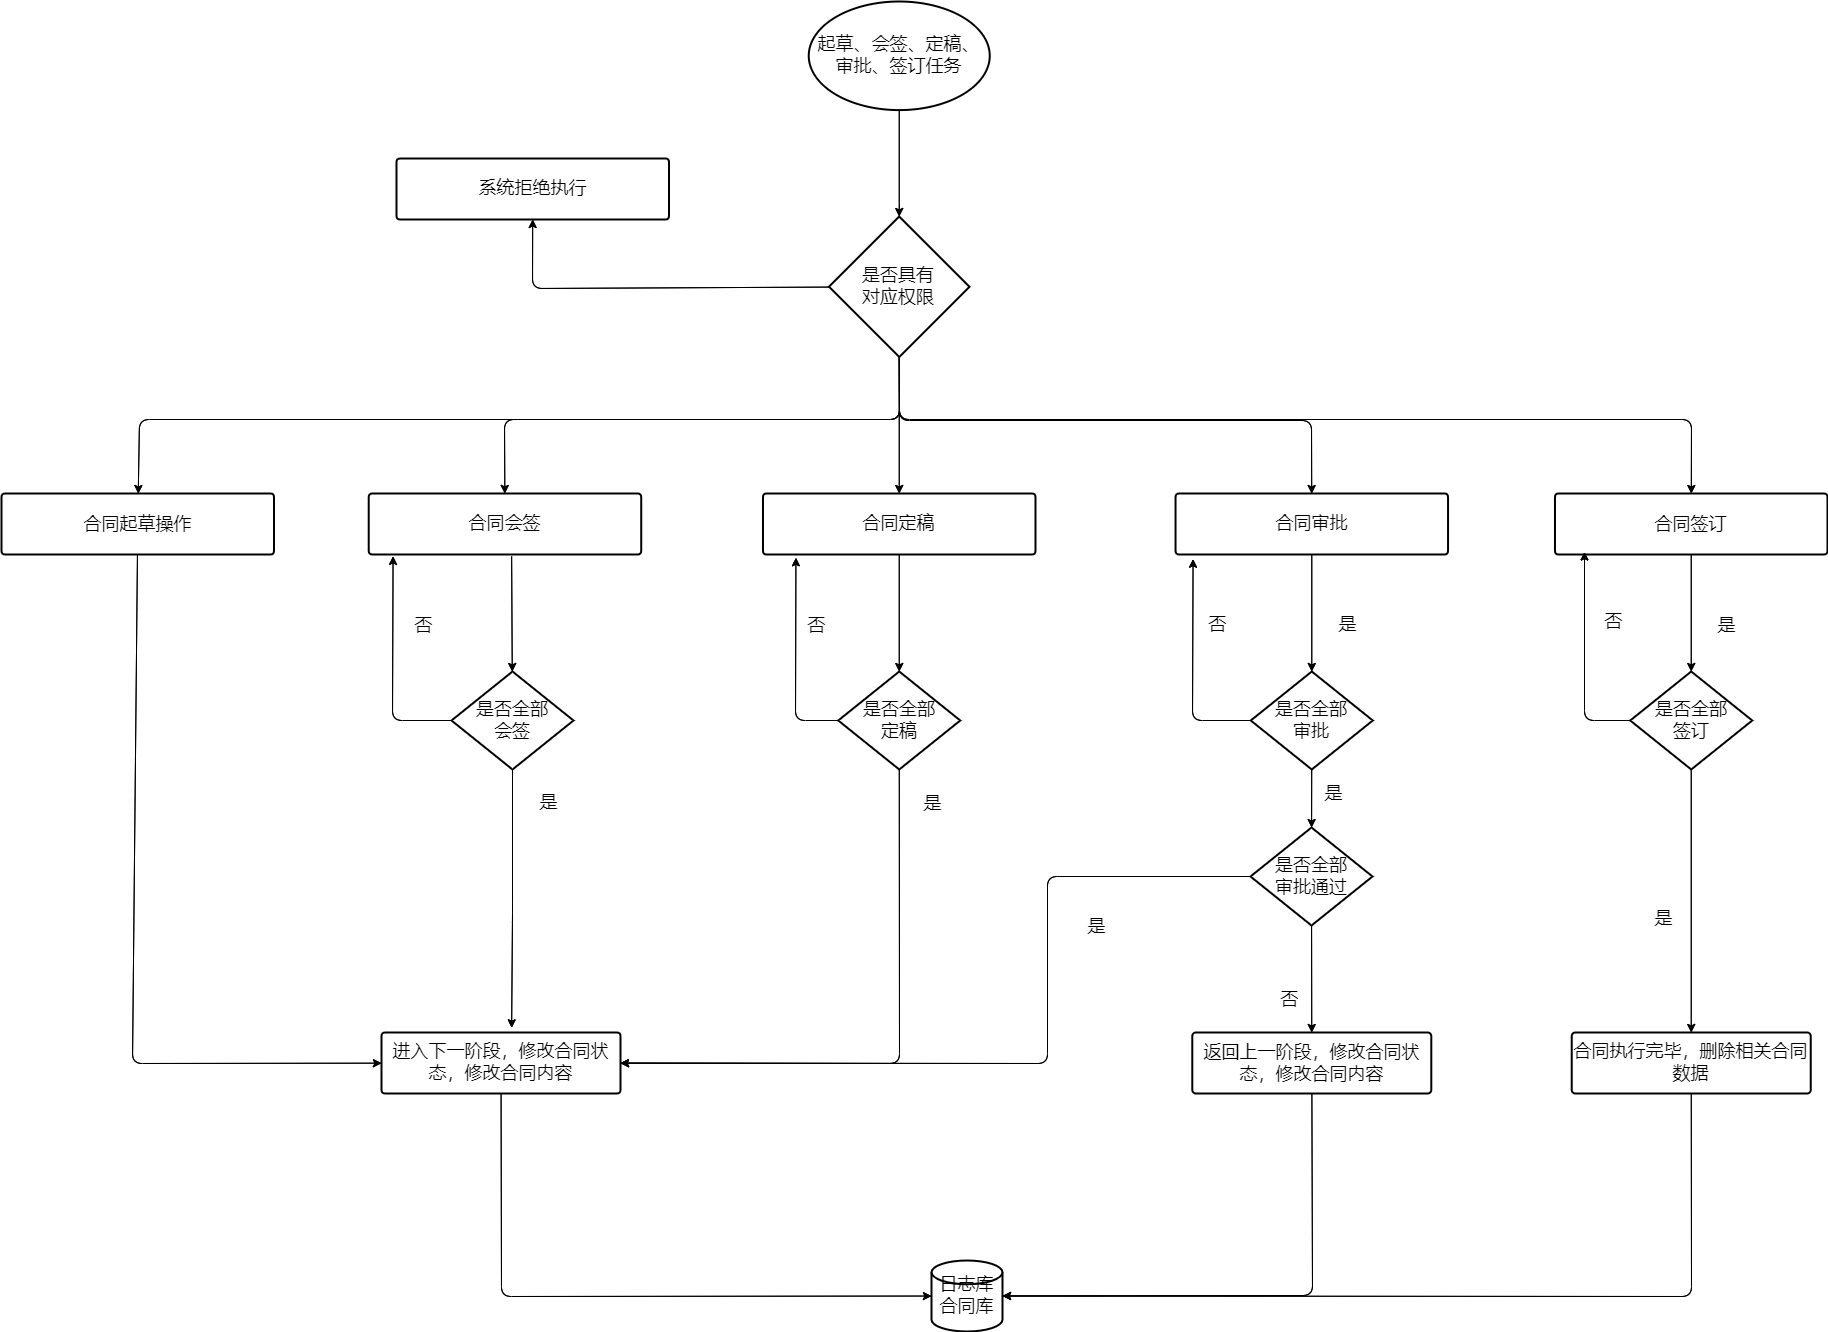 起草、会签、定稿、
审批、签订任务
系统拒绝执行
是否具有
对应权限
合同起草操作
合同会签
合同定稿
合同审批
合同签订
否
否
否
是
否
是
是否全部
会签
是否全部
定稿
是否全部
审批
是否全部
签订
是
是
是
是否全部
审批通过
是
是
否
进入下一阶段，修改合同状
态，修改合同内容
返回上一阶段，修改合同状
态，修改合同内容
合同执行完毕，删除相关合同
数据
日志库
合同库